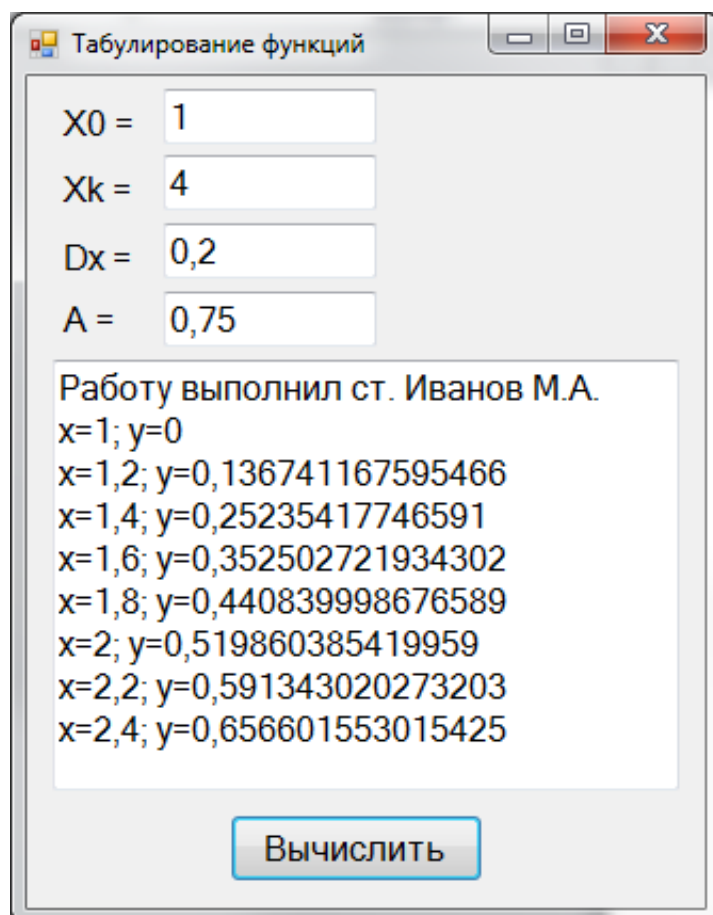 Табулирование функций
X0 = 1
Xk = 4
Dx = 0,2
A = 0,75
Работу выполнил ст. Иванов М.А.
x=1; y=0
x=1,2; y=0,136741167595466
x=1,4; y=0,25235417746591
x=1,6; y=0,352502721934302
x=1,8; y=0,440839998676589
x=2; y=0,519860385419959
x=2,2; y=0,591343020273203
x=2,4; y=0,656601553015425
Вычислить